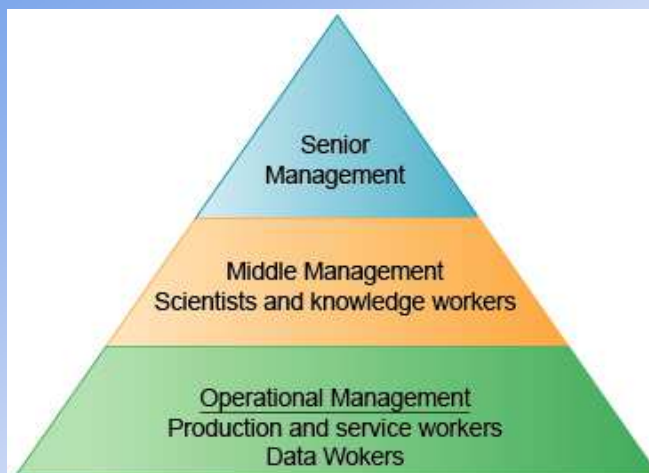 Senior
Management
Middle Management
Scientists and knowledge workers
Operational Management
Production and service workers
Data Wokers